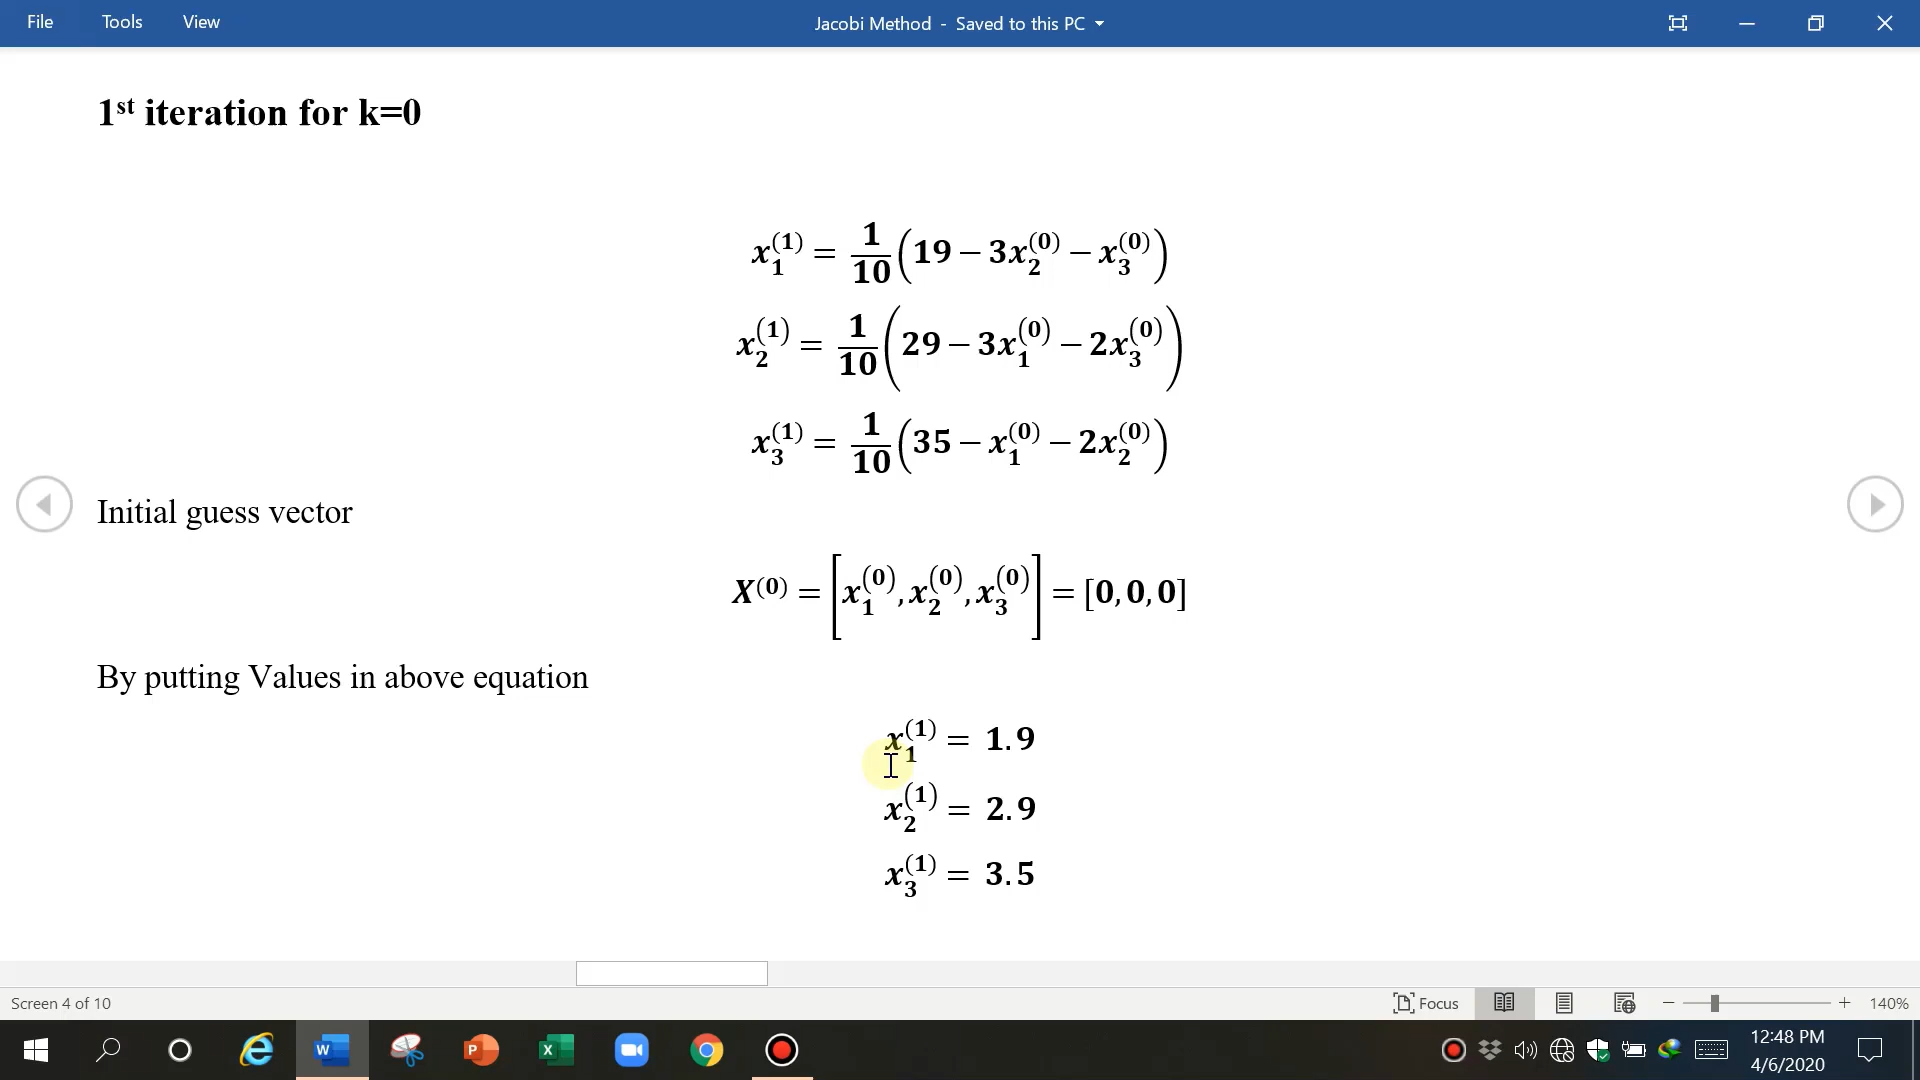 File Tools View Jacobi Method - Saved to this PC
1st iteration for k=0
x₁⁽¹⁾ = 1/10 (19 − 3x₂⁽⁰⁾ − x₃⁽⁰⁾)
x₂⁽¹⁾ = 1/10 (29 − 3x₁⁽⁰⁾ − 2x₃⁽⁰⁾)
x₃⁽¹⁾ = 1/10 (35 − x₁⁽⁰⁾ − 2x₂⁽⁰⁾)
Initial guess vector
X⁽⁰⁾ = [x₁⁽⁰⁾, x₂⁽⁰⁾, x₃⁽⁰⁾] = [0, 0, 0]
By putting Values in above equation
x₁⁽¹⁾ = 1.9
x₂⁽¹⁾ = 2.9
x₃⁽¹⁾ = 3.5
Screen 4 of 10 Focus 140%
12:48 PM
4/6/2020